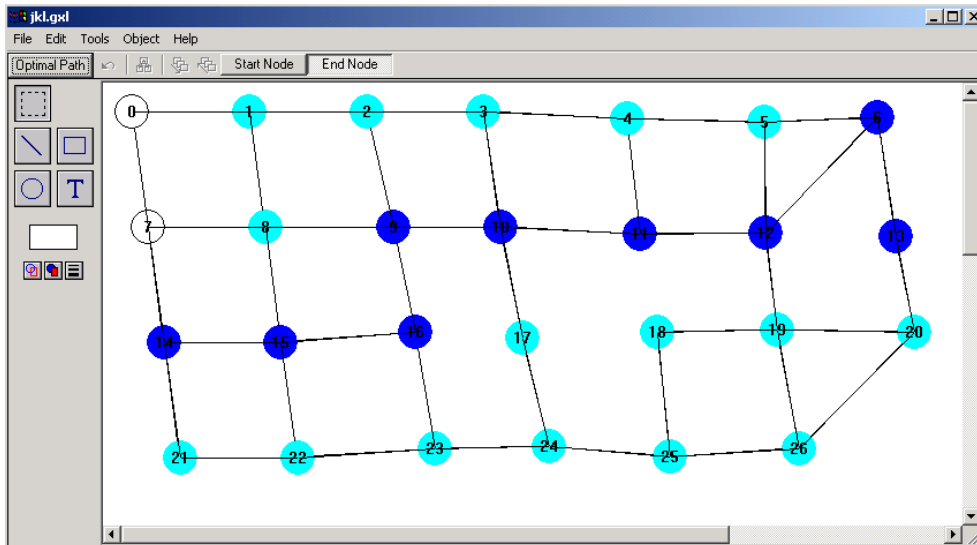 jkl.gxl
File Edit Tools Object Help
Optimal Path Start Node End Node
T
0 1 2 3 4 5 6
7 8 9 10 11 12 13
14 15 16 17 18 19 20
21 22 23 24 25 26